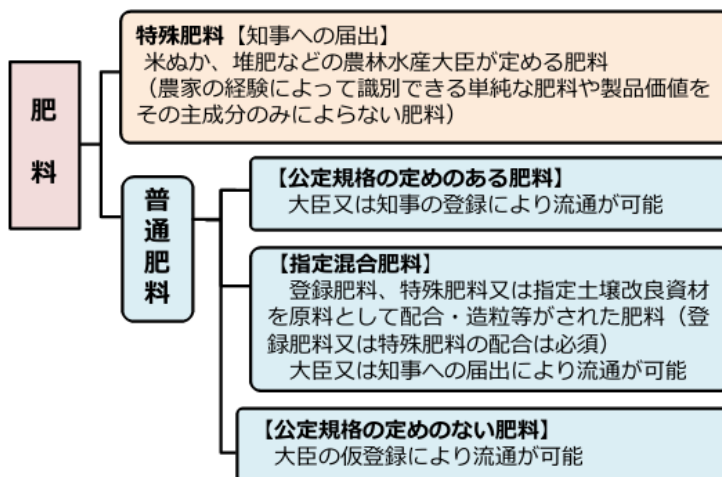 肥料
特殊肥料【知事への届出】
米ぬか、堆肥などの農林水産大臣が定める肥料
（農家の経験によって識別できる単純な肥料や製品価値を
その主成分のみによらない肥料）
普通肥料
【公定規格の定めのある肥料】
大臣又は知事の登録により流通が可能
【指定混合肥料】
登録肥料、特殊肥料又は指定土壌改良資材
を原料として配合・造粒等がされた肥料（登
録肥料又は特殊肥料の配合は必須）
大臣又は知事への届出により流通が可能
【公定規格の定めのない肥料】
大臣の仮登録により流通が可能